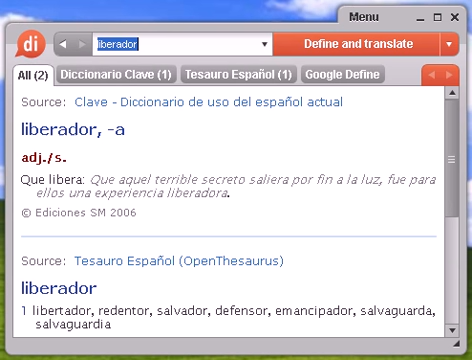 Menu
di
liberador
Define and translate
All (2)
Diccionario Clave (1)
Tesauro Español (1)
Google Define
Source: Clave - Diccionario de uso del español actual
liberador, -a
adj./s.
Que libera: Que aquel terrible secreto saliera por fin a la luz, fue para
ellos una experiencia liberadora.
© Ediciones SM 2006
Source: Tesauro Español (OpenThesaurus)
liberador
1 libertador, redentor, salvador, defensor, emancipador, salvaguarda,
salvaguardia